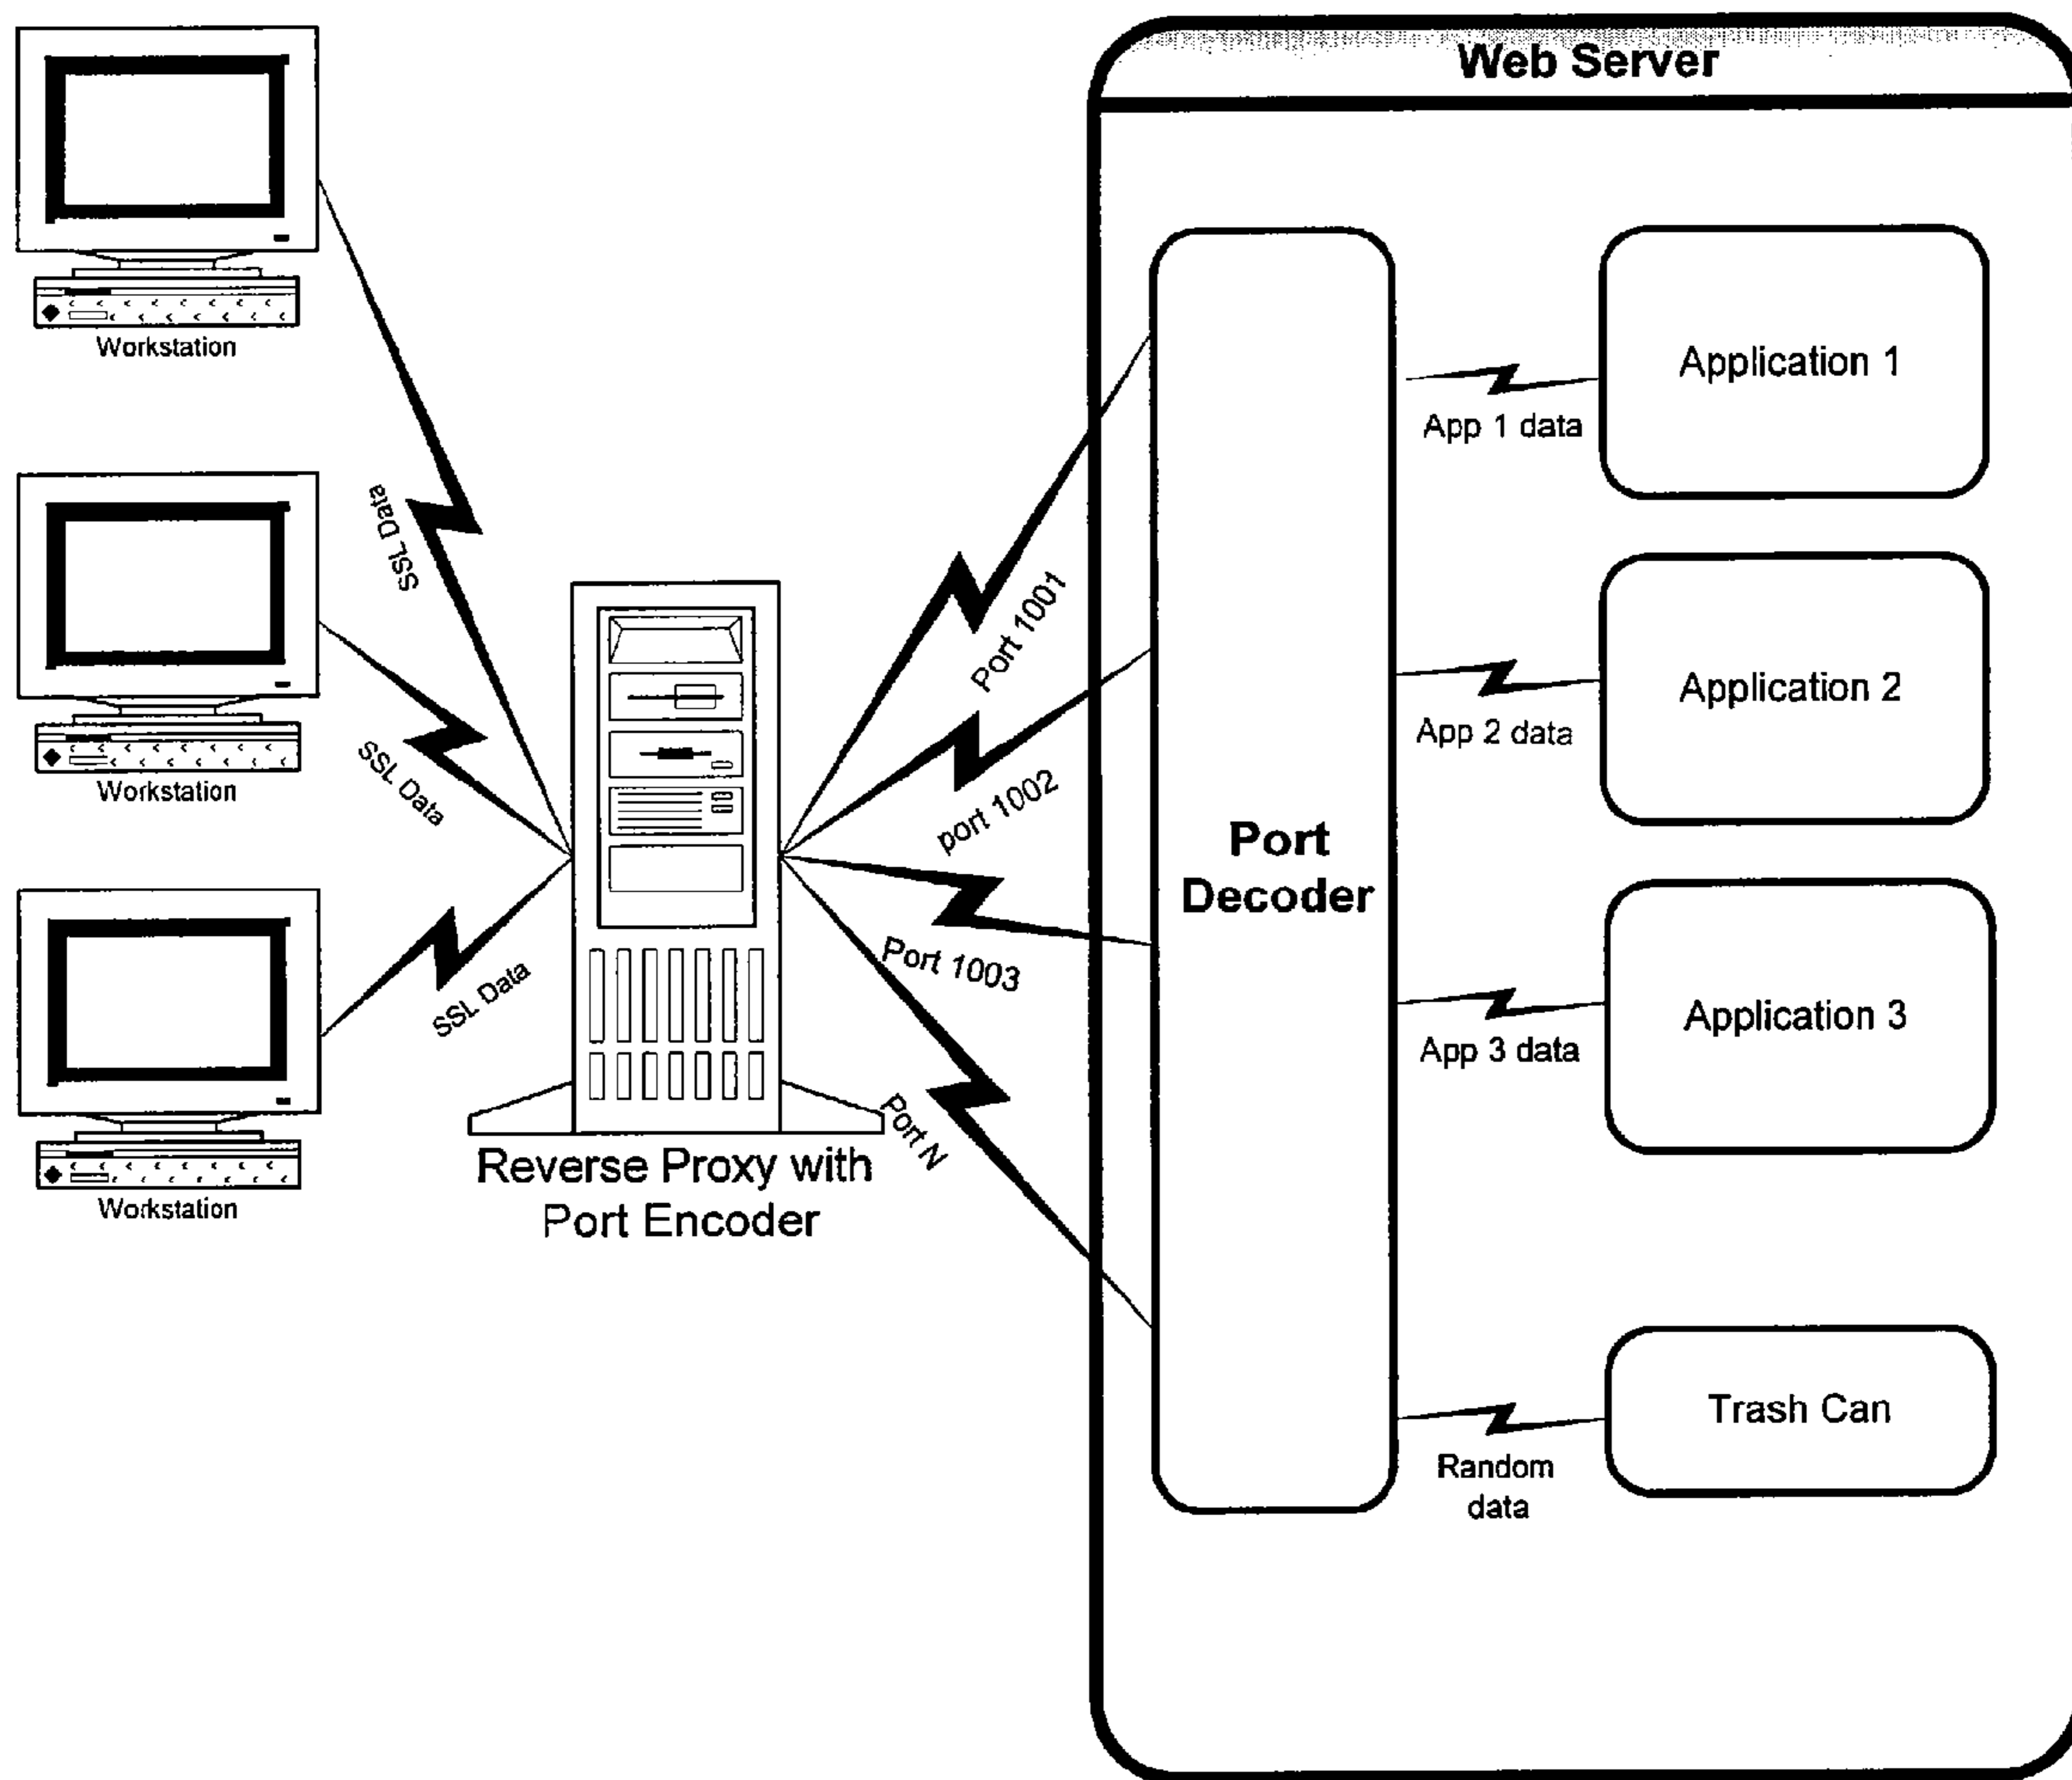 Web Server
Workstation
Workstation
Workstation
SSL Data
SSL Data
SSL Data
Reverse Proxy with
Port Encoder
Port 1001
port 1002
Port 1003
Port N
Port
Decoder
App 1 data
App 2 data
App 3 data
Random
data
Application 1
Application 2
Application 3
Trash Can